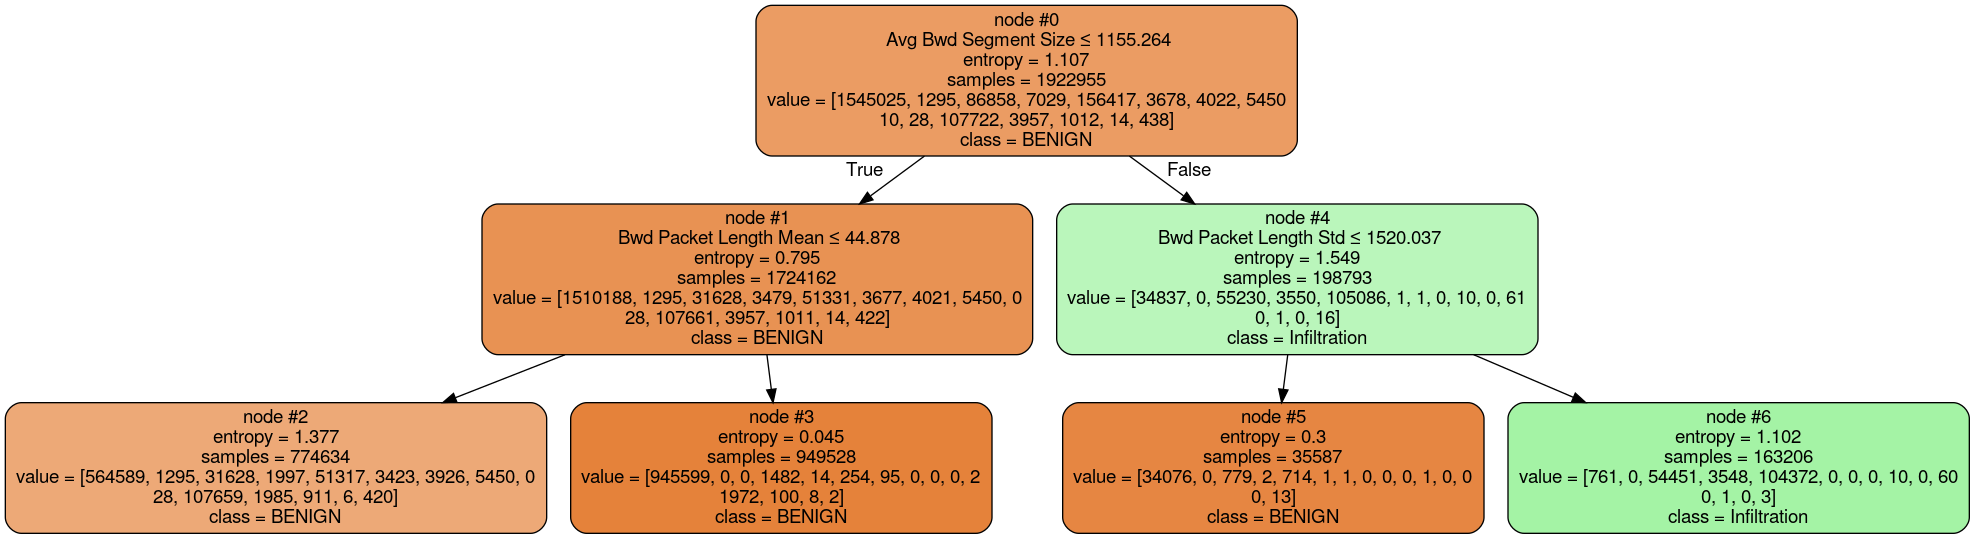 node #0
Avg Bwd Segment Size ≤ 1155.264
entropy = 1.107
samples = 1922955
value = [1545025, 1295, 86858, 7029, 156417, 3678, 4022, 5450
10, 28, 107722, 3957, 1012, 14, 438]
class = BENIGN
True
False
node #1
Bwd Packet Length Mean ≤ 44.878
entropy = 0.795
samples = 1724162
value = [1510188, 1295, 31628, 3479, 51331, 3677, 4021, 5450, 0
28, 107661, 3957, 1011, 14, 422]
class = BENIGN
node #4
Bwd Packet Length Std ≤ 1520.037
entropy = 1.549
samples = 198793
value = [34837, 0, 55230, 3550, 105086, 1, 1, 0, 10, 0, 61
0, 1, 0, 16]
class = Infiltration
node #2
entropy = 1.377
samples = 774634
value = [564589, 1295, 31628, 1997, 51317, 3423, 3926, 5450, 0
28, 107659, 1985, 911, 6, 420]
class = BENIGN
node #3
entropy = 0.045
samples = 949528
value = [945599, 0, 0, 1482, 14, 254, 95, 0, 0, 0, 2
1972, 100, 8, 2]
class = BENIGN
node #5
entropy = 0.3
samples = 35587
value = [34076, 0, 779, 2, 714, 1, 1, 0, 0, 0, 1, 0, 0
0, 13]
class = BENIGN
node #6
entropy = 1.102
samples = 163206
value = [761, 0, 54451, 3548, 104372, 0, 0, 0, 10, 0, 60
0, 1, 0, 3]
class = Infiltration